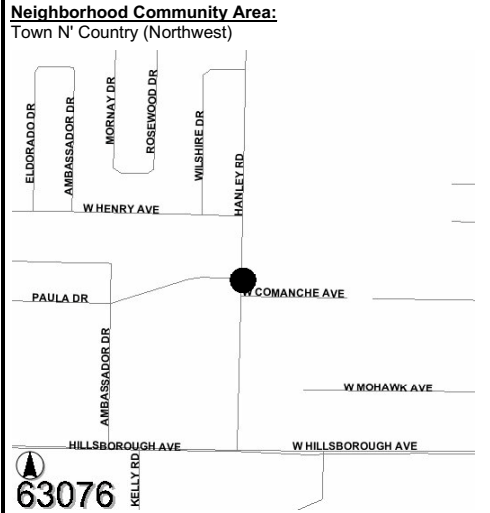 Neighborhood Community Area:
Town N' Country (Northwest)
ELDORADO DR
AMBASSADOR DR
MORNAY DR
ROSEWOOD DR
WILSHIRE DR
HANLEY RD
W HENRY AVE
PAULA DR
W COMANCHE AVE
AMBASSADOR DR
W MOHAWK AVE
HILLSBOROUGH AVE
W HILLSBOROUGH AVE
KELLY RD
63076